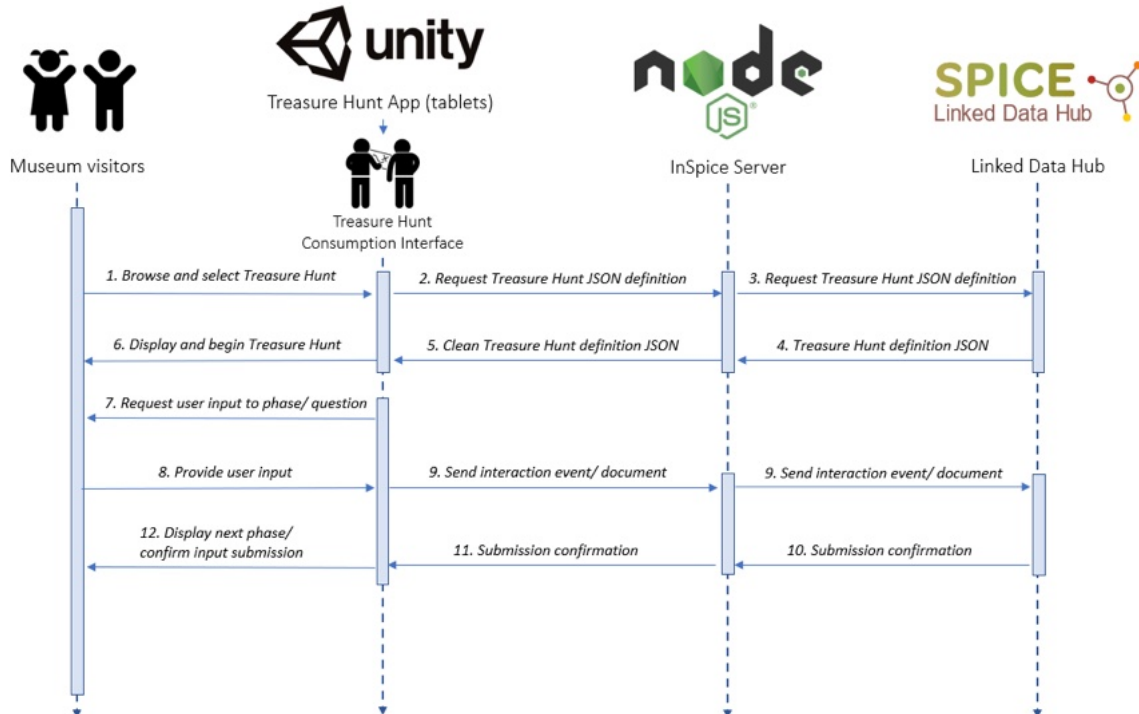 unity
node
JS
®
SPICE
Linked Data Hub
Treasure Hunt App (tablets)
Museum visitors
InSpice Server
Linked Data Hub
Treasure Hunt
Consumption Interface
1. Browse and select Treasure Hunt
2. Request Treasure Hunt JSON definition
3. Request Treasure Hunt JSON definition
6. Display and begin Treasure Hunt
5. Clean Treasure Hunt definition JSON
4. Treasure Hunt definition JSON
7. Request user input to phase/ question
8. Provide user input
9. Send interaction event/ document
9. Send interaction event/ document
12. Display next phase/
confirm input submission
11. Submission confirmation
10. Submission confirmation